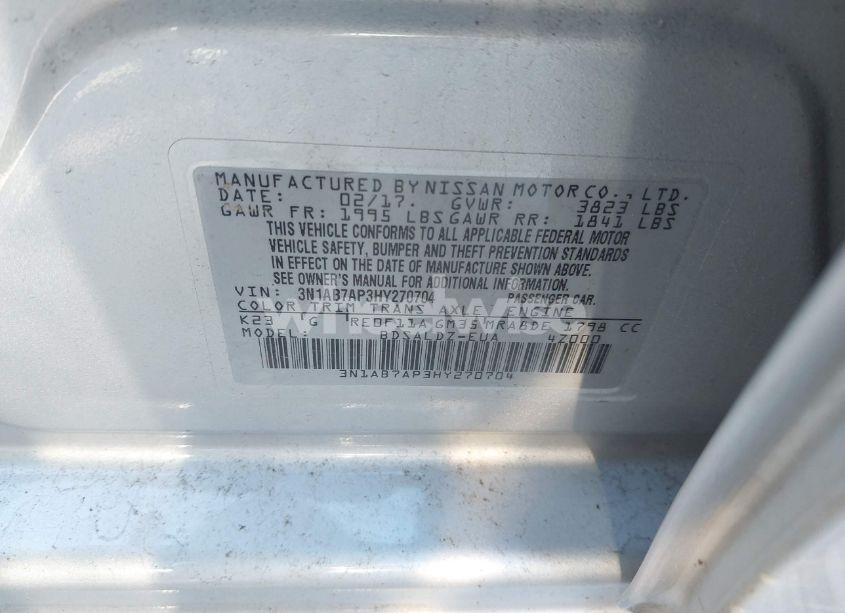 MANUFACTURED BY NISSAN MOTOR CO., LTD.
DATE: 02/17. GVWR: 3823 LBS
GAWR FR: 1995 LBS GAWR RR: 1841 LBS
THIS VEHICLE CONFORMS TO ALL APPLICABLE FEDERAL MOTOR
VEHICLE SAFETY, BUMPER AND THEFT PREVENTION STANDARDS
IN EFFECT ON THE DATE OF MANUFACTURE SHOWN ABOVE.
SEE OWNER'S MANUAL FOR ADDITIONAL INFORMATION.
VIN: 3N1AB7AP3HY270704 PASSENGER CAR.
COLOR TRIM TRANS AXLE ENGINE
K23 G RE0F11A GM35 MRA8DE 1798 CC
MODEL: BDSALDZ-EUA 4Z000
3N1AB7AP3HY270704